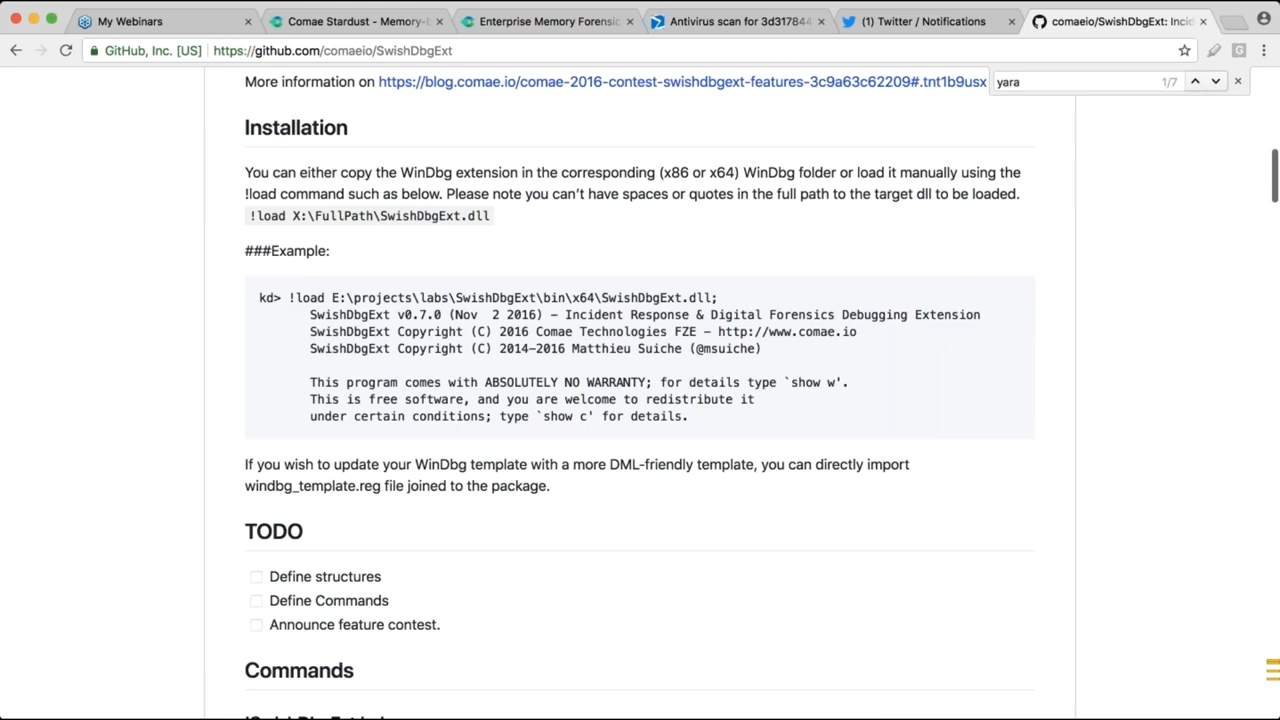 My Webinars
Comae Stardust - Memory-b
Enterprise Memory Forensic
Antivirus scan for 3d317844
(1) Twitter / Notifications
comaeio/SwishDbgExt: Incid
GitHub, Inc. [US]
https://github.com/comaeio/SwishDbgExt
More information on https://blog.comae.io/comae-2016-contest-swishdbgext-features-3c9a63c62209#.tnt1b9usx
yara 1/7
Installation
You can either copy the WinDbg extension in the corresponding (x86 or x64) WinDbg folder or load it manually using the
!load command such as below. Please note you can’t have spaces or quotes in the full path to the target dll to be loaded.
!load X:\FullPath\SwishDbgExt.dll
###Example:
kd> !load E:\projects\labs\SwishDbgExt\bin\x64\SwishDbgExt.dll;
SwishDbgExt v0.7.0 (Nov  2 2016) - Incident Response & Digital Forensics Debugging Extension
SwishDbgExt Copyright (C) 2016 Comae Technologies FZE - http://www.comae.io
SwishDbgExt Copyright (C) 2014-2016 Matthieu Suiche (@msuiche)
This program comes with ABSOLUTELY NO WARRANTY; for details type `show w'.
This is free software, and you are welcome to redistribute it
under certain conditions; type `show c' for details.
If you wish to update your WinDbg template with a more DML-friendly template, you can directly import
windbg_template.reg file joined to the package.
TODO
Define structures
Define Commands
Announce feature contest.
Commands